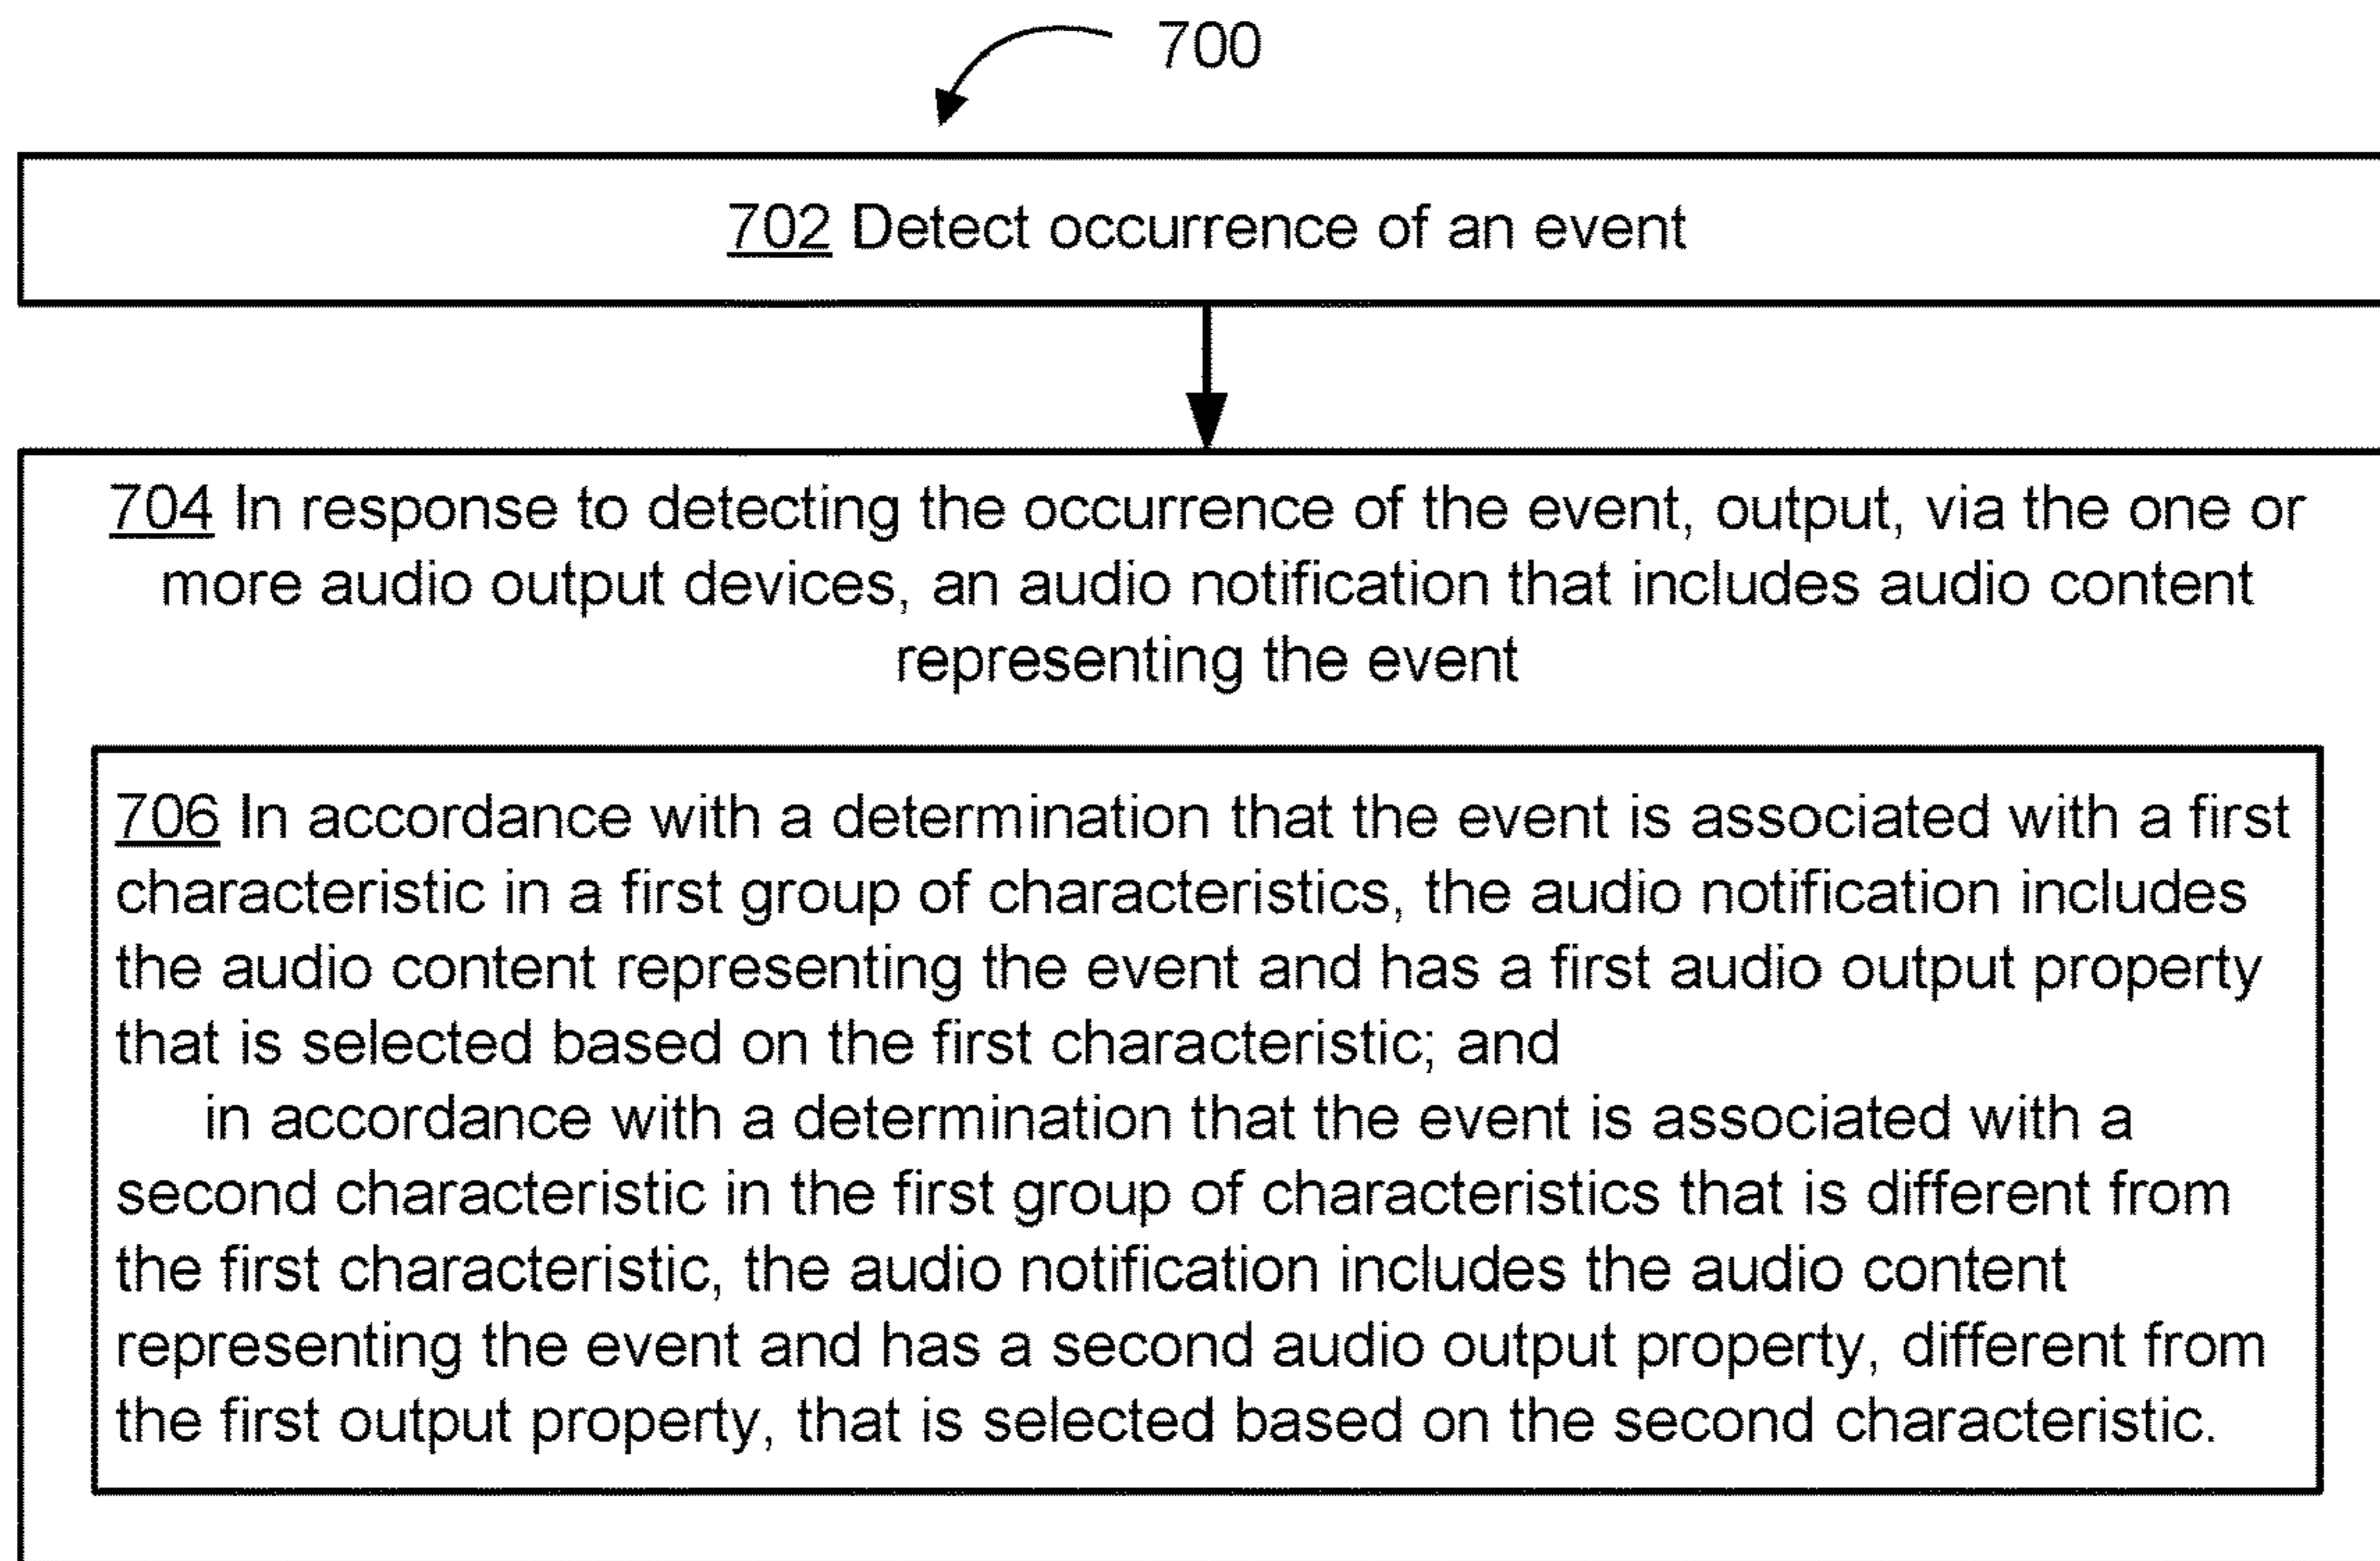 700
702 Detect occurrence of an event
704 In response to detecting the occurrence of the event, output, via the one or
more audio output devices, an audio notification that includes audio content
representing the event
706 In accordance with a determination that the event is associated with a first
characteristic in a first group of characteristics, the audio notification includes
the audio content representing the event and has a first audio output property
that is selected based on the first characteristic; and
in accordance with a determination that the event is associated with a
second characteristic in the first group of characteristics that is different from
the first characteristic, the audio notification includes the audio content
representing the event and has a second audio output property, different from
the first output property, that is selected based on the second characteristic.